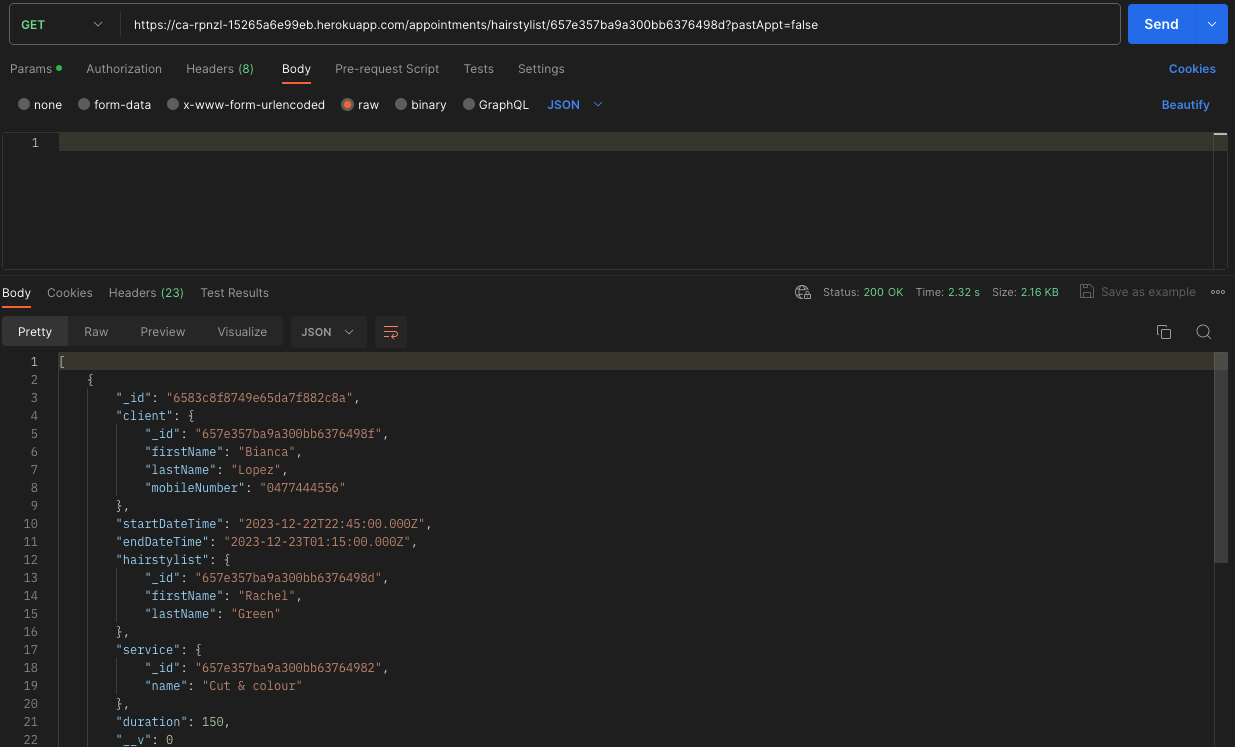 GET https://ca-rpnzl-15265a6e99eb.herokuapp.com/appointments/hairstylist/657e357ba9a300bb6376498d?pastAppt=false Send
Params Authorization Headers (8) Body Pre-request Script Tests Settings Cookies
none form-data x-www-form-urlencoded raw binary GraphQL JSON Beautify
1
Body Cookies Headers (23) Test Results Status: 200 OK Time: 2.32 s Size: 2.16 KB Save as example
Pretty Raw Preview Visualize JSON
1 [
2 {
3 "_id": "6583c8f8749e65da7f882c8a",
4 "client": {
5 "_id": "657e357ba9a300bb6376498f",
6 "firstName": "Bianca",
7 "lastName": "Lopez",
8 "mobileNumber": "0477444556"
9 },
10 "startDateTime": "2023-12-22T22:45:00.000Z",
11 "endDateTime": "2023-12-23T01:15:00.000Z",
12 "hairstylist": {
13 "_id": "657e357ba9a300bb6376498d",
14 "firstName": "Rachel",
15 "lastName": "Green"
16 },
17 "service": {
18 "_id": "657e357ba9a300bb63764982",
19 "name": "Cut & colour"
20 },
21 "duration": 150,
22 "__v": 0